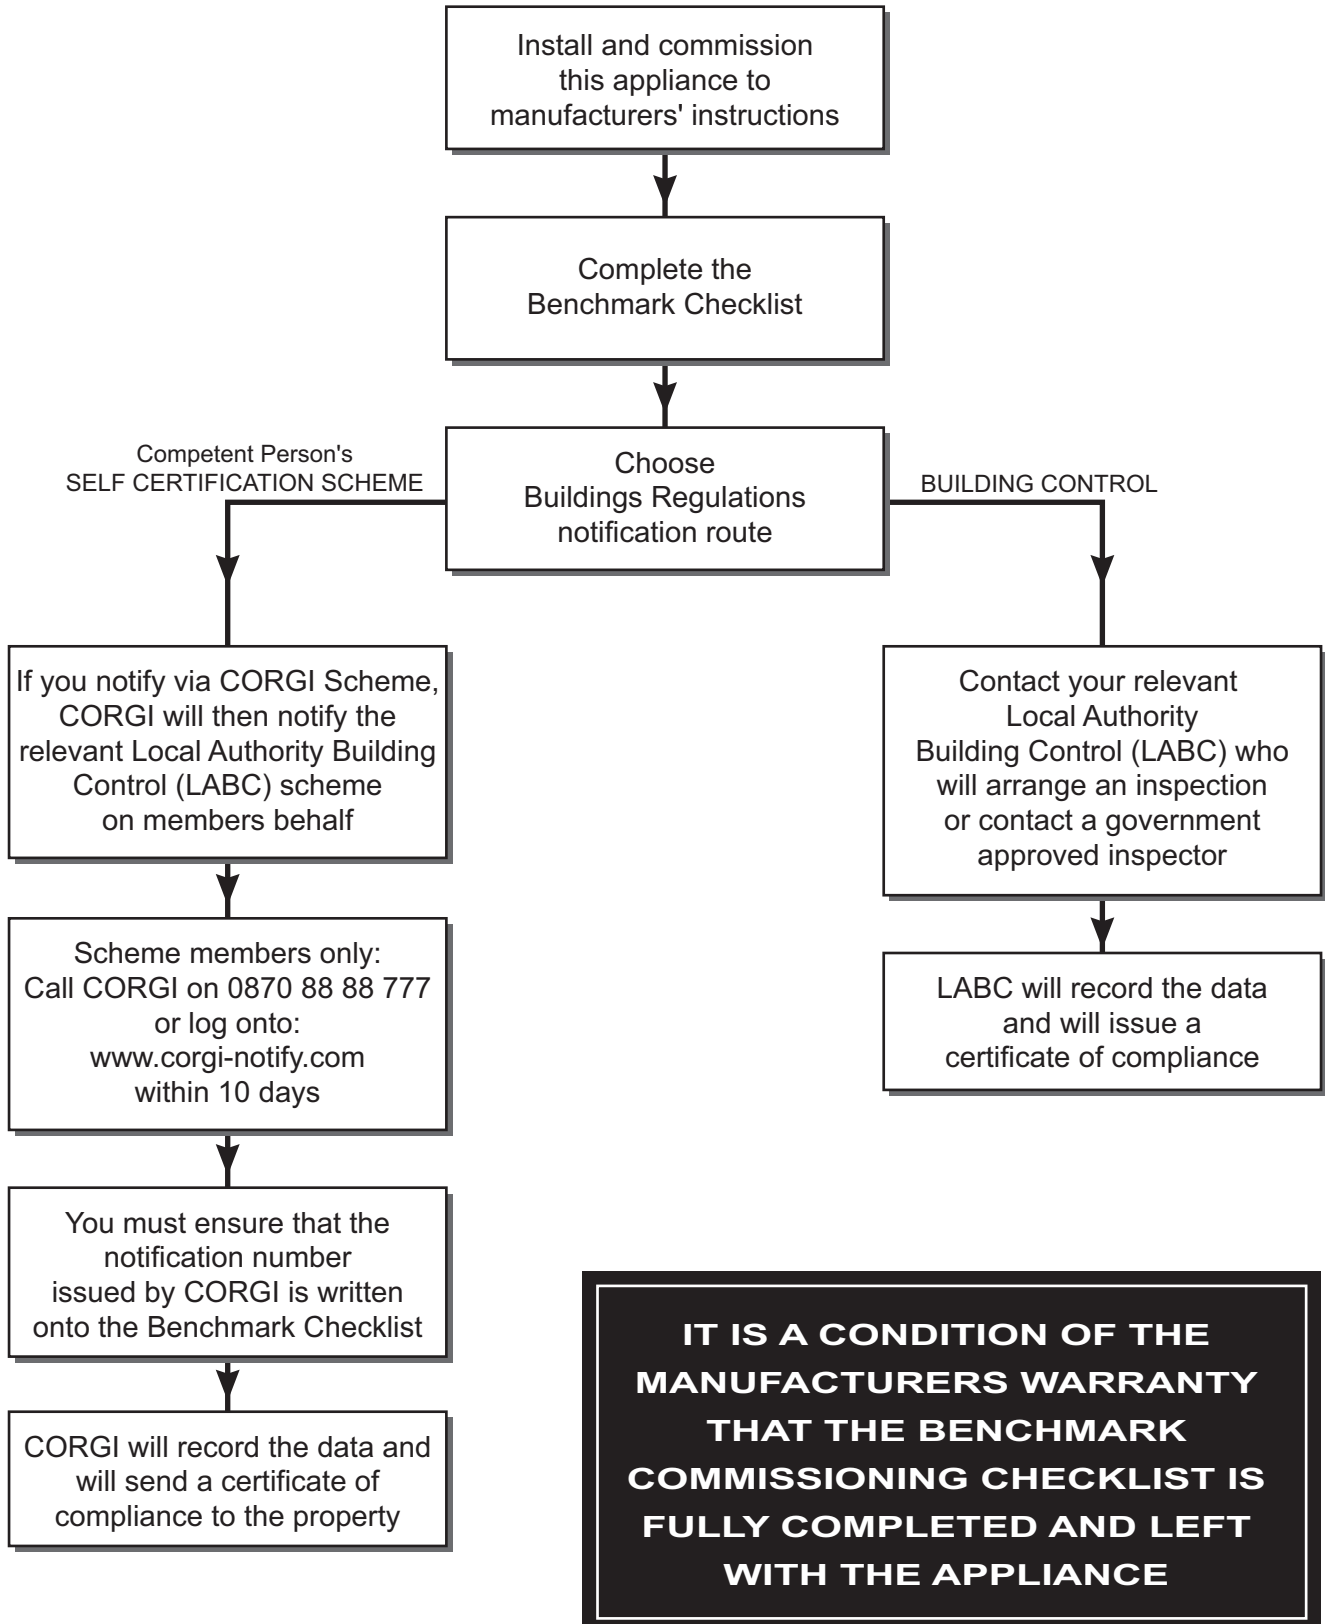 Install and commission
this appliance to
manufacturers' instructions
Complete the
Benchmark Checklist
Choose
Buildings Regulations
notification route
Competent Person's
SELF CERTIFICATION SCHEME
If you notify via CORGI Scheme,
CORGI will then notify the
relevant Local Authority Building
Control (LABC) scheme
on members behalf
Scheme members only:
Call CORGI on 0870 88 88 777
or log onto:
www.corgi-notify.com
within 10 days
You must ensure that the
notification number
issued by CORGI is written
onto the Benchmark Checklist
CORGI will record the data and
will send a certificate of
compliance to the property
BUILDING CONTROL
Contact your relevant
Local Authority
Building Control (LABC) who
will arrange an inspection
or contact a government
approved inspector
LABC will record the data
and will issue a
certificate of compliance
IT IS A CONDITION OF THE
MANUFACTURERS WARRANTY
THAT THE BENCHMARK
COMMISSIONING CHECKLIST IS
FULLY COMPLETED AND LEFT
WITH THE APPLIANCE